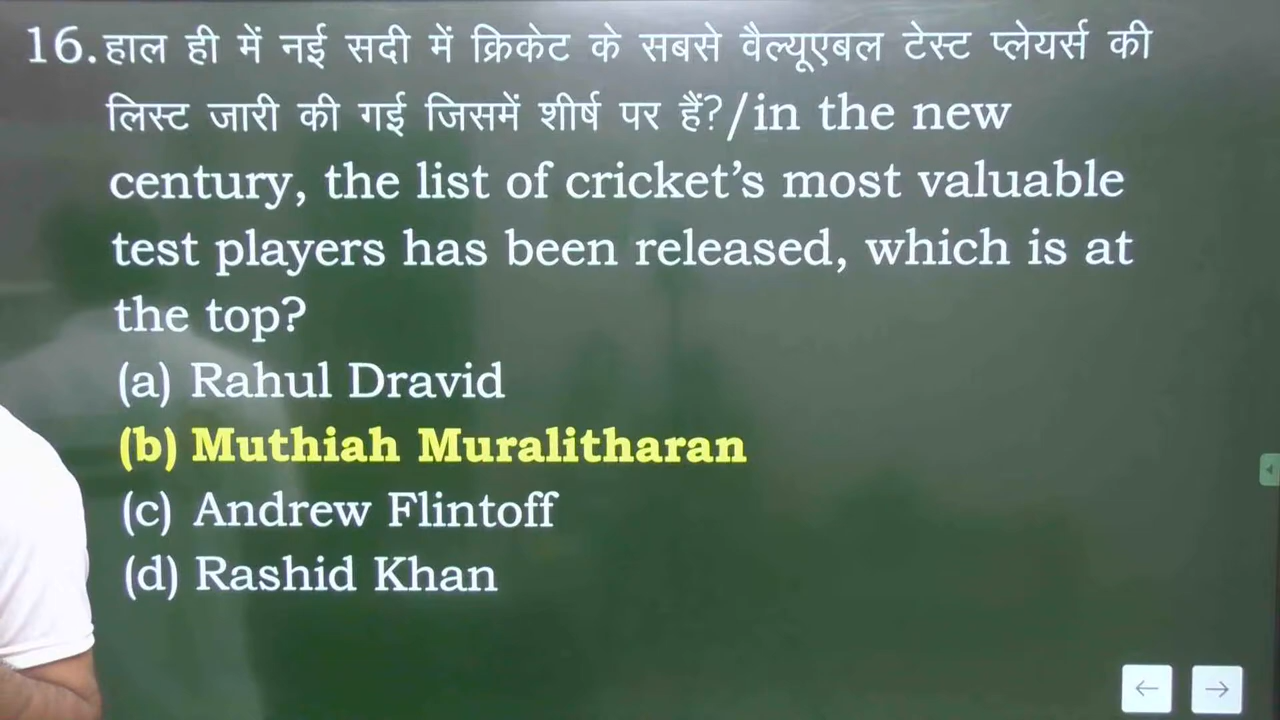 16. हाल ही में नई सदी में क्रिकेट के सबसे वैल्यूएबल टेस्ट प्लेयर्स की
लिस्ट जारी की गई जिसमें शीर्ष पर हैं?/in the new
century, the list of cricket's most valuable
test players has been released, which is at
the top?
(a) Rahul Dravid
(b) Muthiah Muralitharan
(c) Andrew Flintoff
(d) Rashid Khan